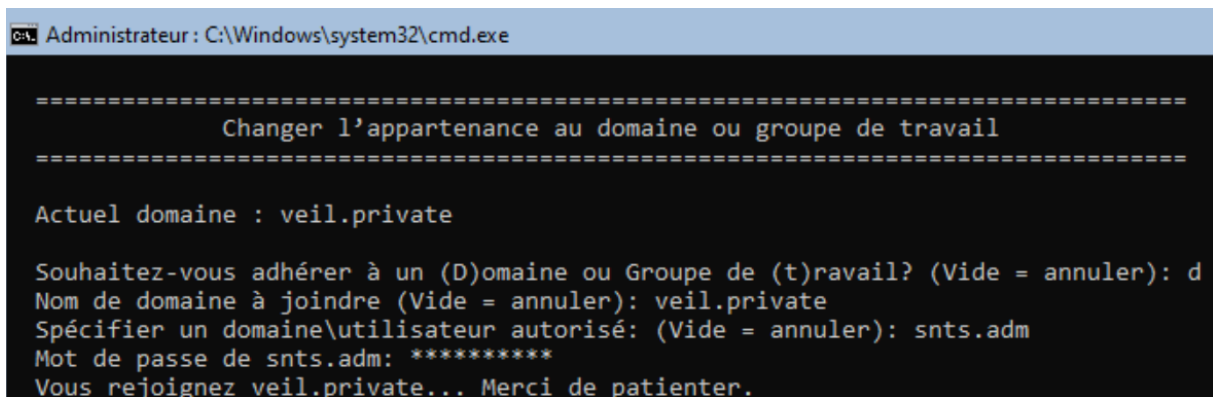 Administrateur : C:\Windows\system32\cmd.exe
================================================================================
Changer l’appartenance au domaine ou groupe de travail
================================================================================
Actuel domaine : veil.private
Souhaitez-vous adhérer à un (D)omaine ou Groupe de (t)ravail? (Vide = annuler): d
Nom de domaine à joindre (Vide = annuler): veil.private
Spécifier un domaine\utilisateur autorisé: (Vide = annuler): snts.adm
Mot de passe de snts.adm: **********
Vous rejoignez veil.private... Merci de patienter.